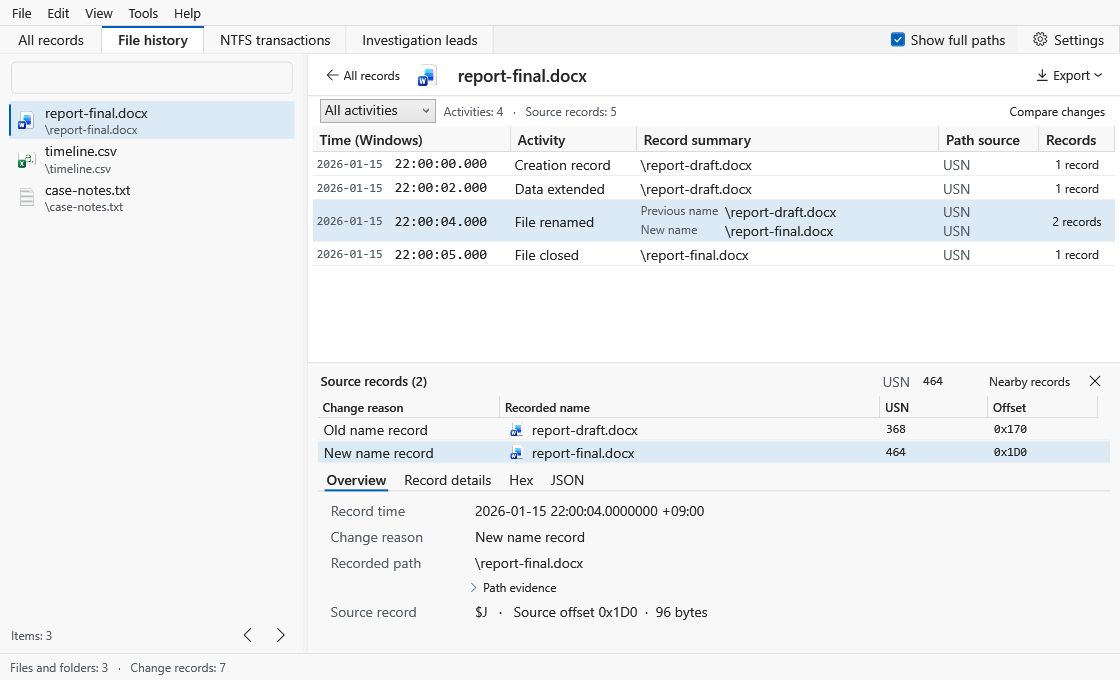 File Edit View Tools Help
All records File history NTFS transactions Investigation leads Show full paths Settings
report-final.docx
\report-final.docx
timeline.csv
\timeline.csv
case-notes.txt
\case-notes.txt
Items: 3
All records report-final.docx Export
All activities Activities: 4 · Source records: 5 Compare changes
Time (Windows) Activity Record summary Path source Records
2026-01-15 22:00:00.000 Creation record \report-draft.docx USN 1 record
2026-01-15 22:00:02.000 Data extended \report-draft.docx USN 1 record
2026-01-15 22:00:04.000 File renamed Previous name \report-draft.docx USN 2 records
New name \report-final.docx USN
2026-01-15 22:00:05.000 File closed \report-final.docx USN 1 record
Source records (2) USN 464 Nearby records
Change reason Recorded name USN Offset
Old name record report-draft.docx 368 0x170
New name record report-final.docx 464 0x1D0
Overview Record details Hex JSON
Record time 2026-01-15 22:00:04.0000000 +09:00
Change reason New name record
Recorded path \report-final.docx
Path evidence
Source record $J · Source offset 0x1D0 · 96 bytes
Files and folders: 3 · Change records: 7